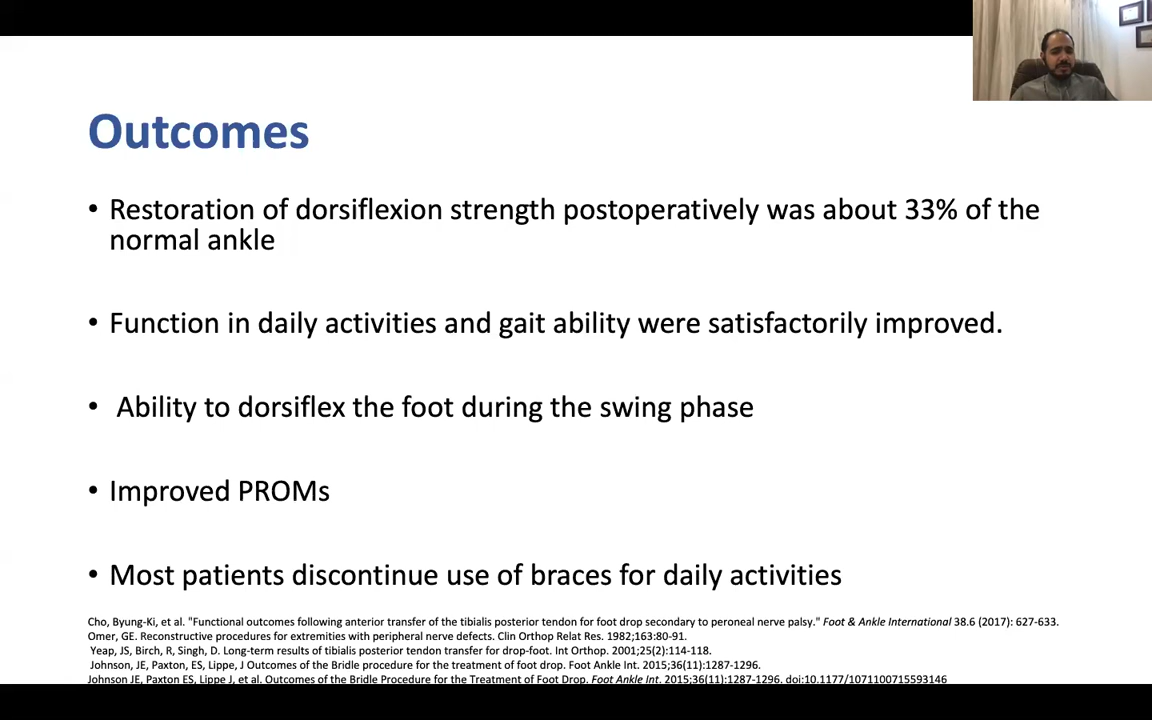 Outcomes
• Restoration of dorsiflexion strength postoperatively was about 33% of the
normal ankle
• Function in daily activities and gait ability were satisfactorily improved.
• Ability to dorsiflex the foot during the swing phase
• Improved PROMs
• Most patients discontinue use of braces for daily activities
Cho, Byung-Ki, et al. "Functional outcomes following anterior transfer of the tibialis posterior tendon for foot drop secondary to peroneal nerve palsy." Foot & Ankle International 38.6 (2017): 627-633.
Omer, GE. Reconstructive procedures for extremities with peripheral nerve defects. Clin Orthop Relat Res. 1982;163:80-91.
Yeap, JS, Birch, R, Singh, D. Long-term results of tibialis posterior tendon transfer for drop-foot. Int Orthop. 2001;25(2):114-118.
Johnson, JE, Paxton, ES, Lippe, J Outcomes of the Bridle procedure for the treatment of foot drop. Foot Ankle Int. 2015;36(11):1287-1296.
Johnson JE, Paxton ES, Lippe J, et al. Outcomes of the Bridle Procedure for the Treatment of Foot Drop. Foot Ankle Int. 2015;36(11):1287-1296. doi:10.1177/1071100715593146